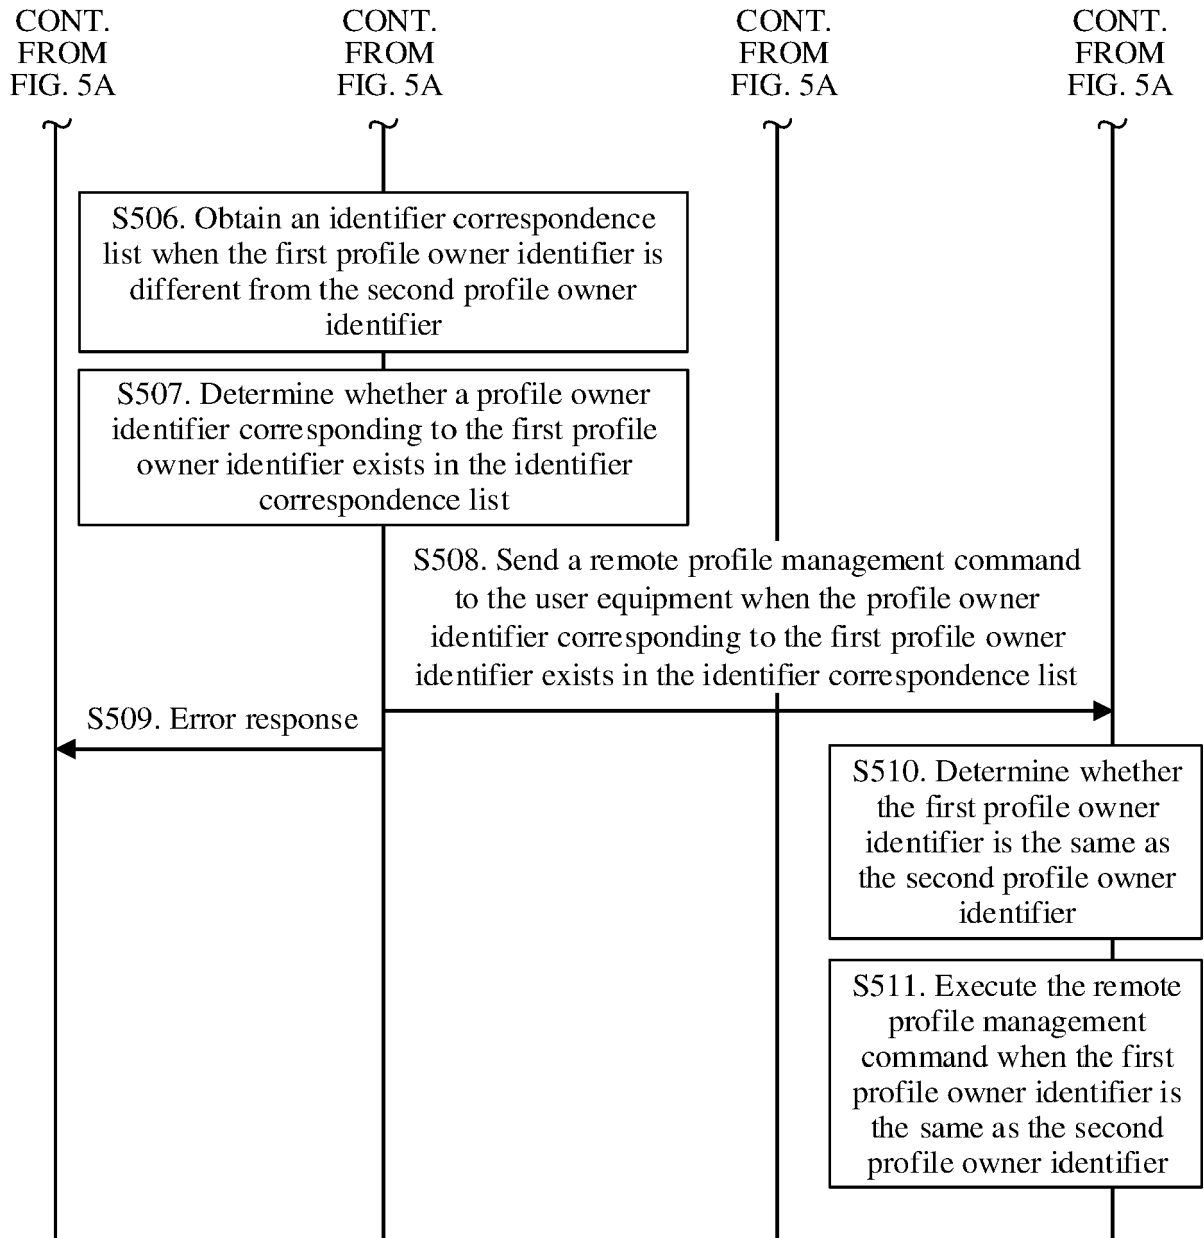 CONT.
FROM
FIG. 5A
CONT.
FROM
FIG. 5A
CONT.
FROM
FIG. 5A
CONT.
FROM
FIG. 5A
S506. Obtain an identifier correspondence
list when the first profile owner identifier is
different from the second profile owner
identifier
S507. Determine whether a profile owner
identifier corresponding to the first profile
owner identifier exists in the identifier
correspondence list
S508. Send a remote profile management command
to the user equipment when the profile owner
identifier corresponding to the first profile owner
identifier exists in the identifier correspondence list
S509. Error response
S510. Determine whether
the first profile owner
identifier is the same as
the second profile owner
identifier
S511. Execute the remote
profile management
command when the first
profile owner identifier is
the same as the second
profile owner identifier